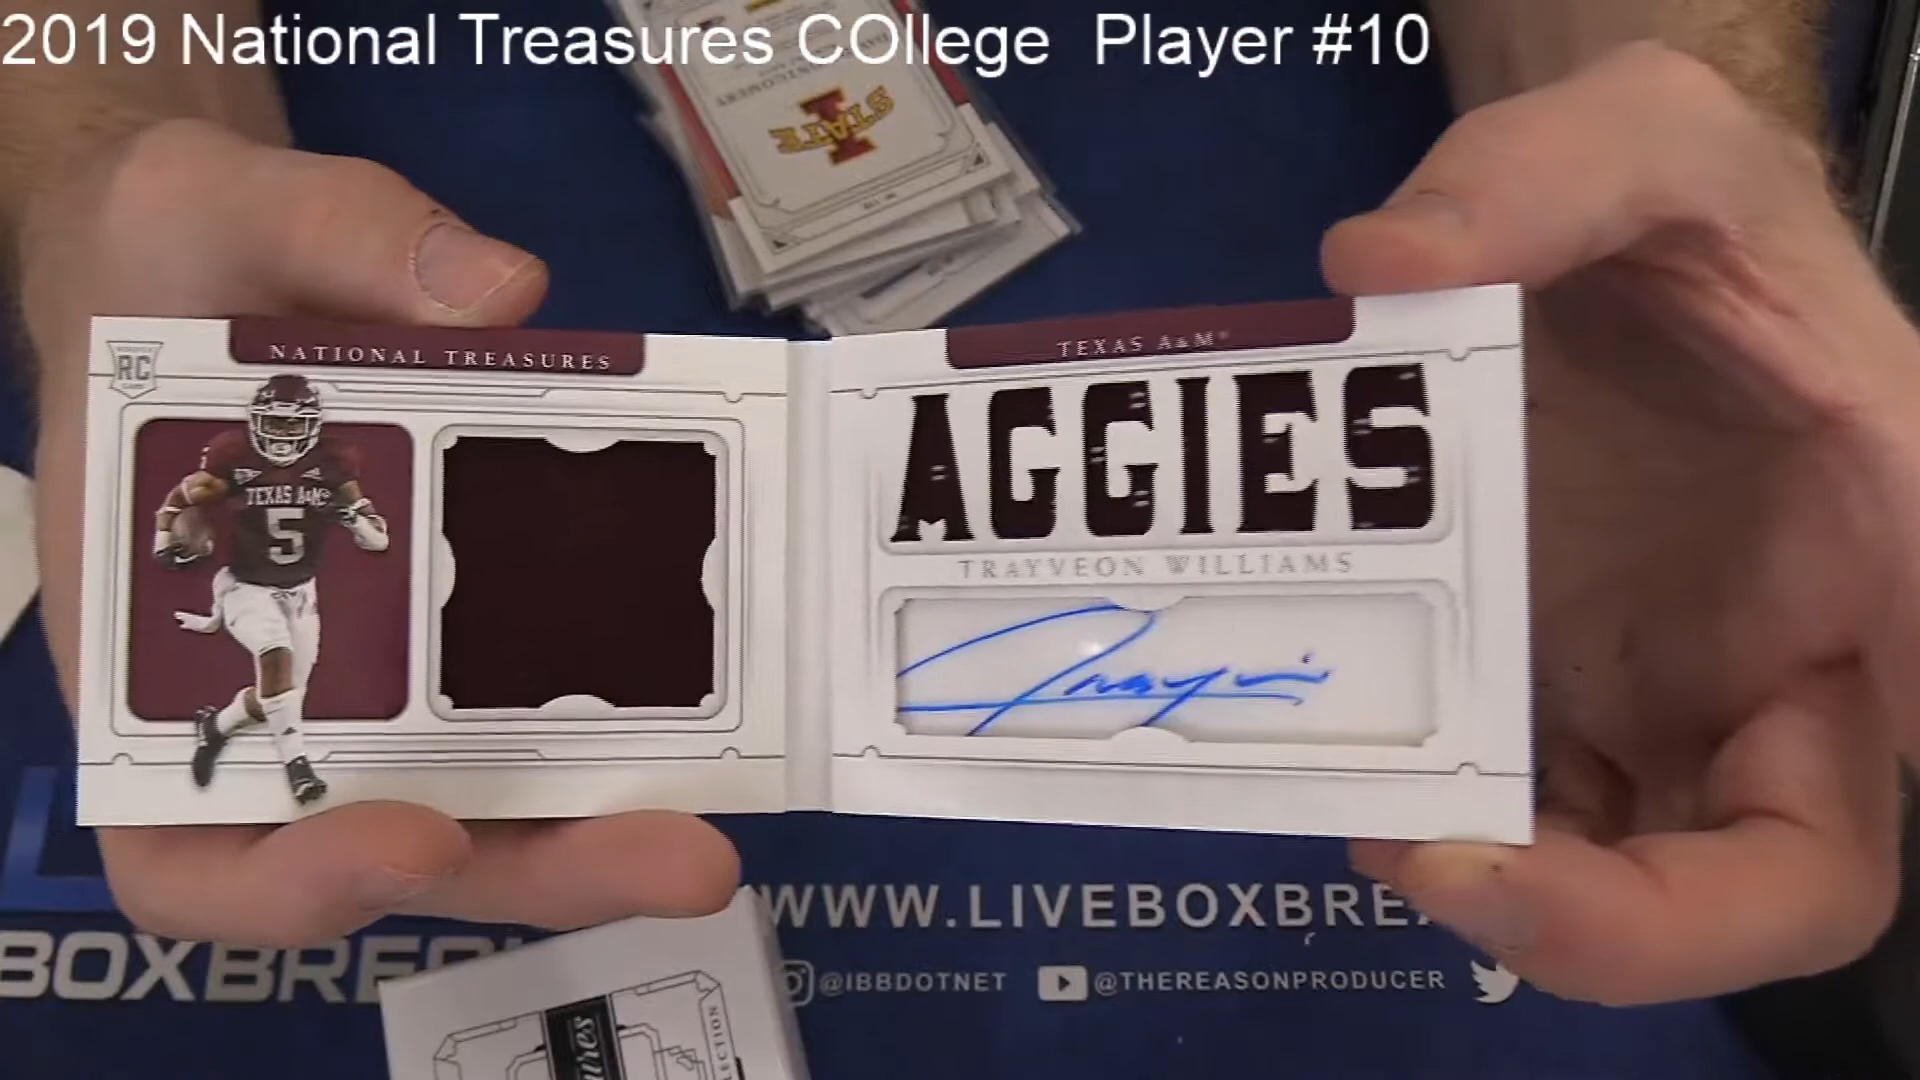 2019 National Treasures COllege Player #10
STATE
RC
NATIONAL TREASURES
TEXAS A&M
5
TEXAS A&M
AGGIES
TRAYVEON WILLIAMS
WWW.LIVEBOXBREA
BOXBRE
@IBBDOTNET
@THEREASONPRODUCER